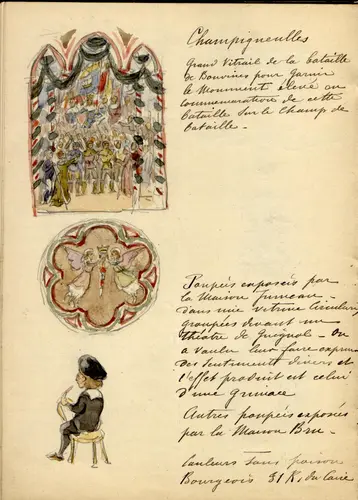 Champigneulles
Grand Vitrail de la bataille
de Bouvines pour garnir
le Monument élevé en
commemoration de cette
bataille sur le Champ de
bataille -
Poupées exposées par
la Maison Jumeau -
dans une vitrine circulaire
groupées devant un
théatre de Guignol - On
a voulu leur faire exprimer
des sentiments divers et
l'effet produit est celui
d'une grimace
Autres poupées exposées
par la Maison Bru -
Couleurs sans poison
Bourgeois 31 R. du Caire